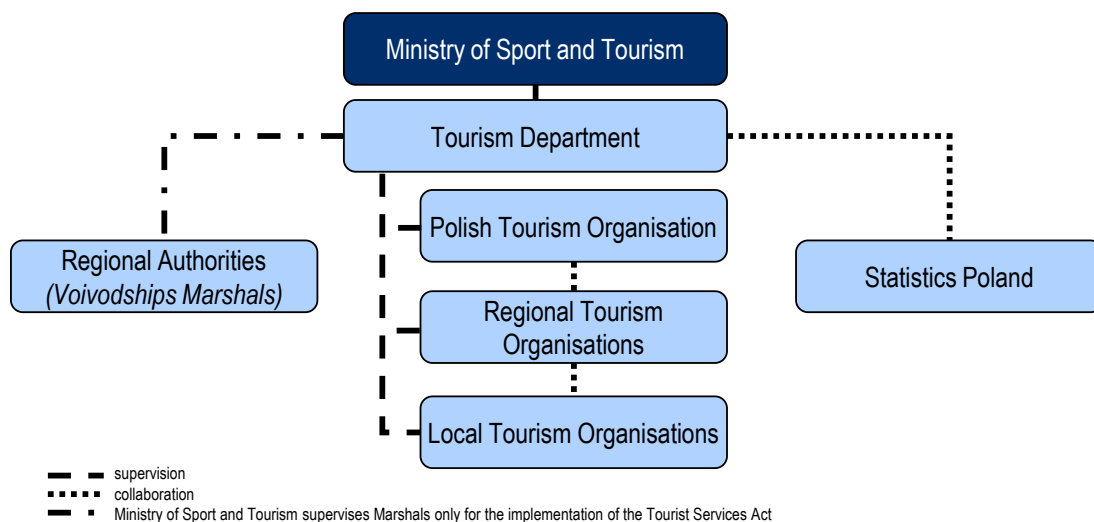 Ministry of Sport and Tourism
Tourism Department
Polish Tourism Organisation
Regional Authorities
(Voivodships Marshals)
Statistics Poland
Regional Tourism
Organisations
Local Tourism Organisations
supervision
collaboration
Ministry of Sport and Tourism supervises Marshals only for the implementation of the Tourist Services Act